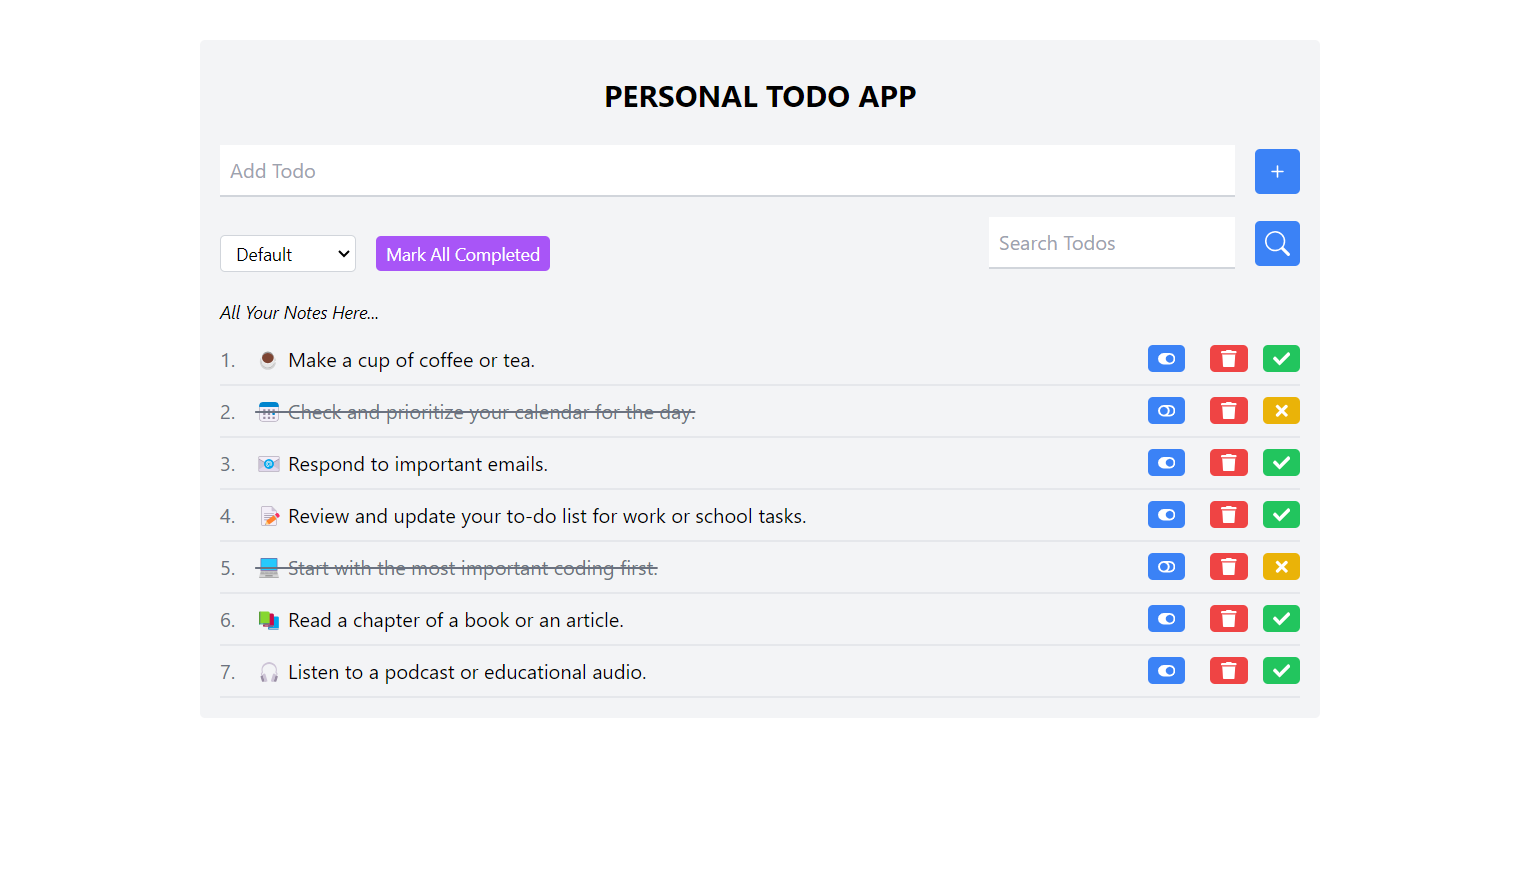 PERSONAL TODO APP
Add Todo
+
Default
Mark All Completed
Search Todos
All Your Notes Here...
1. ☕ Make a cup of coffee or tea.
2. 📅 Check and prioritize your calendar for the day.
3. 📧 Respond to important emails.
4. 📝 Review and update your to-do list for work or school tasks.
5. 💻 Start with the most important coding first.
6. 📚 Read a chapter of a book or an article.
7. 🎧 Listen to a podcast or educational audio.